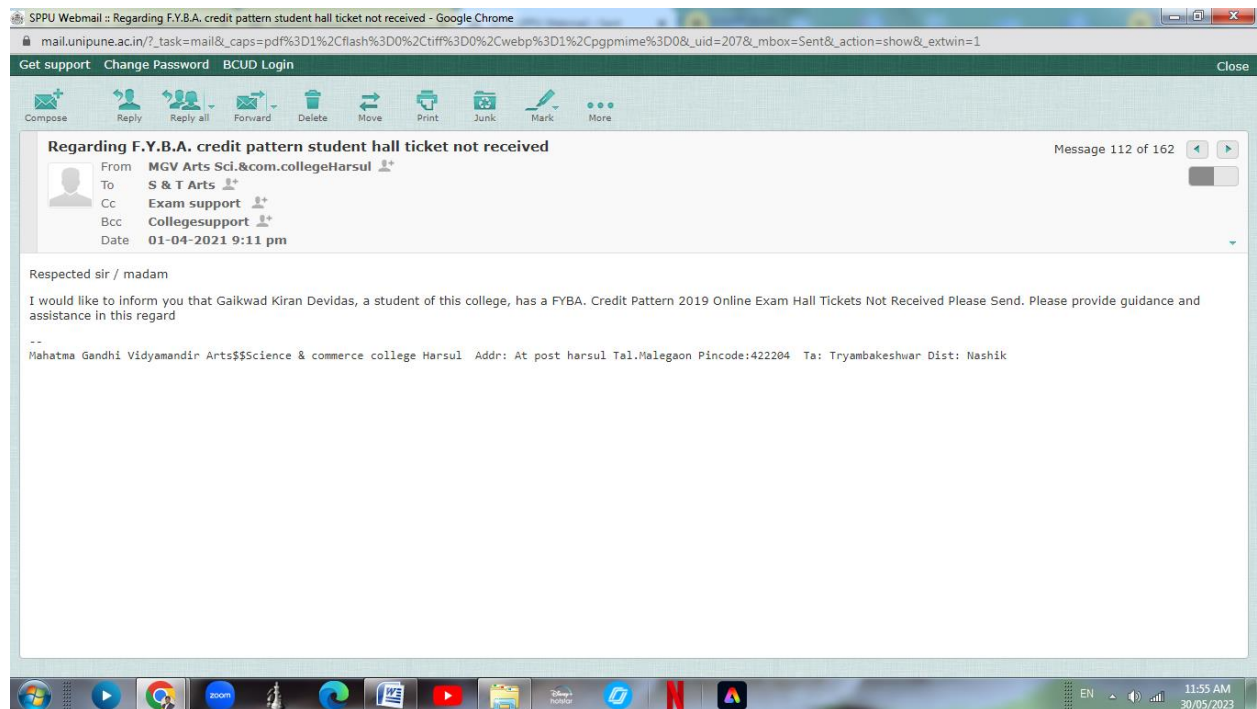 SPPU Webmail :: Regarding F.Y.B.A. credit pattern student hall ticket not received - Google Chrome
mail.unipune.ac.in/?_task=mail&_caps=pdf%3D1%2Cflash%3D0%2Ctiff%3D0%2Cwebp%3D1%2Cpgpmime%3D0&_uid=207&_mbox=Sent&_action=show&_extwin=1
Get support Change Password BCUD Login Close
Compose Reply Reply all Forward Delete Move Print Junk Mark More
Regarding F.Y.B.A. credit pattern student hall ticket not received Message 112 of 162
From MGV Arts Sci.&com.collegeHarsul
To S & T Arts
Cc Exam support
Bcc Collegesupport
Date 01-04-2021 9:11 pm
Respected sir / madam
I would like to inform you that Gaikwad Kiran Devidas, a student of this college, has a FYBA. Credit Pattern 2019 Online Exam Hall Tickets Not Received Please Send. Please provide guidance and
assistance in this regard
--
Mahatma Gandhi Vidyamandir Arts$$Science & commerce college Harsul Addr: At post harsul Tal.Malegaon Pincode:422204 Ta: Tryambakeshwar Dist: Nashik
zoom Disney+ hotstar EN 11:55 AM
30/05/2023